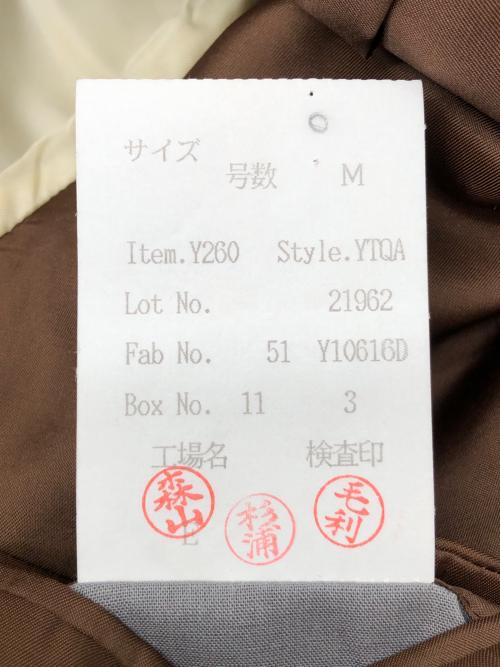 サイズ
号数 M
Item.Y260 Style.YTQA
Lot No. 21962
Fab No. 51 Y10616D
Box No. 11 3
工場名 検査印
森山 松浦 毛利
E